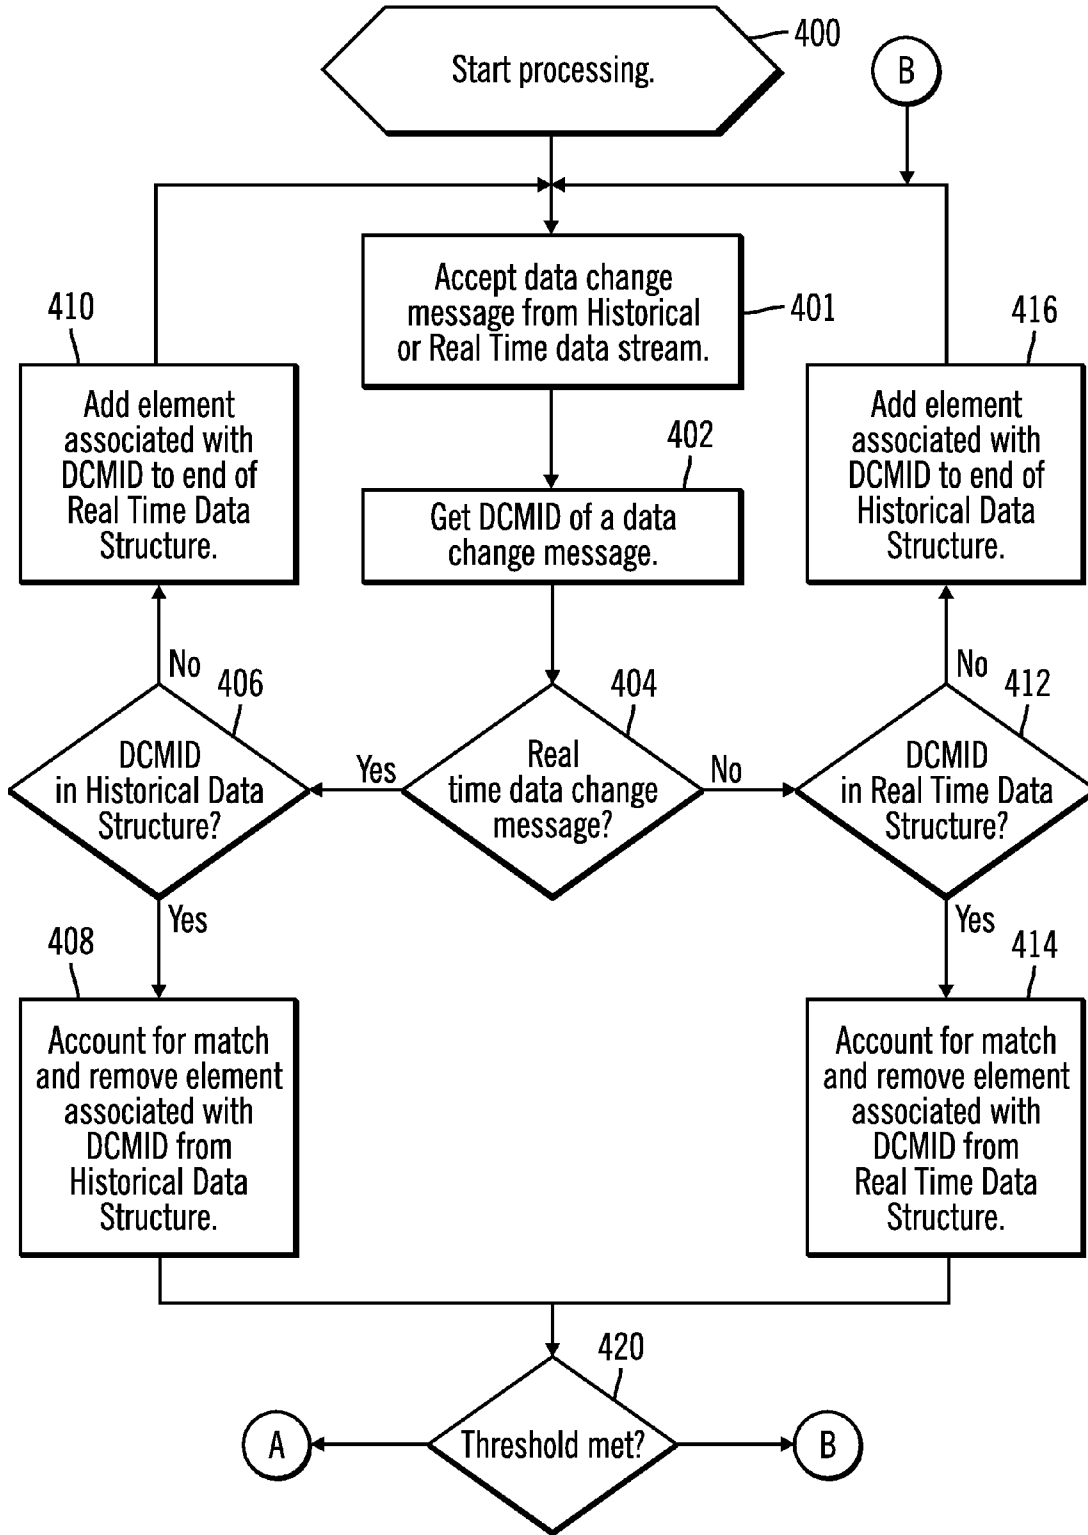 400
Start processing.
B
Accept data change
message from Historical
or Real Time data stream.
401
410
Add element
associated with
DCMID to end of
Real Time Data
Structure.
416
Add element
associated with
DCMID to end of
Historical Data
Structure.
402
Get DCMID of a data
change message.
No
406
DCMID
in Historical Data
Structure?
Yes
404
Real
time data change
message?
No
No
412
DCMID
in Real Time Data
Structure?
Yes
408
Account for match
and remove element
associated with
DCMID from
Historical Data
Structure.
Yes
414
Account for match
and remove element
associated with
DCMID from
Real Time Data
Structure.
420
A
Threshold met?
B